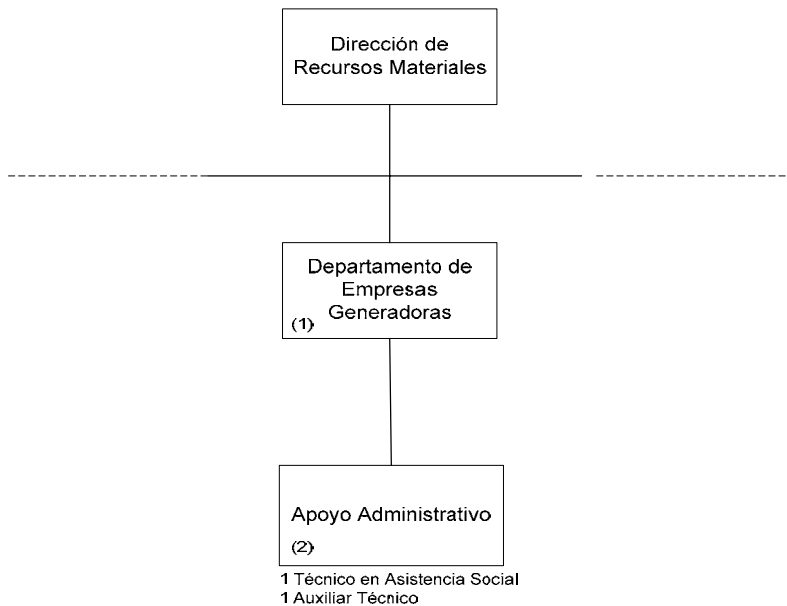 Dirección de
Recursos Materiales
Departamento de
Empresas
Generadoras
(1)
Apoyo Administrativo
(2)
1 Técnico en Asistencia Social
1 Auxiliar Técnico